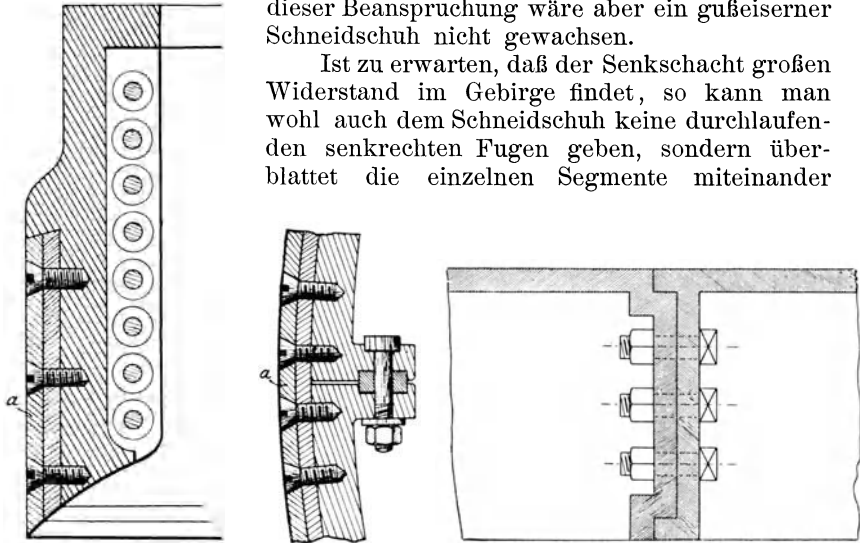 dieser Beanspruchung wäre aber ein gußeiserner
Schneidschuh nicht gewachsen.
Ist zu erwarten, daß der Senkschacht großen
Widerstand im Gebirge findet, so kann man
wohl auch dem Schneidschuh keine durchlaufen-
den senkrechten Fugen geben, sondern über-
blattet die einzelnen Segmente miteinander
a
a